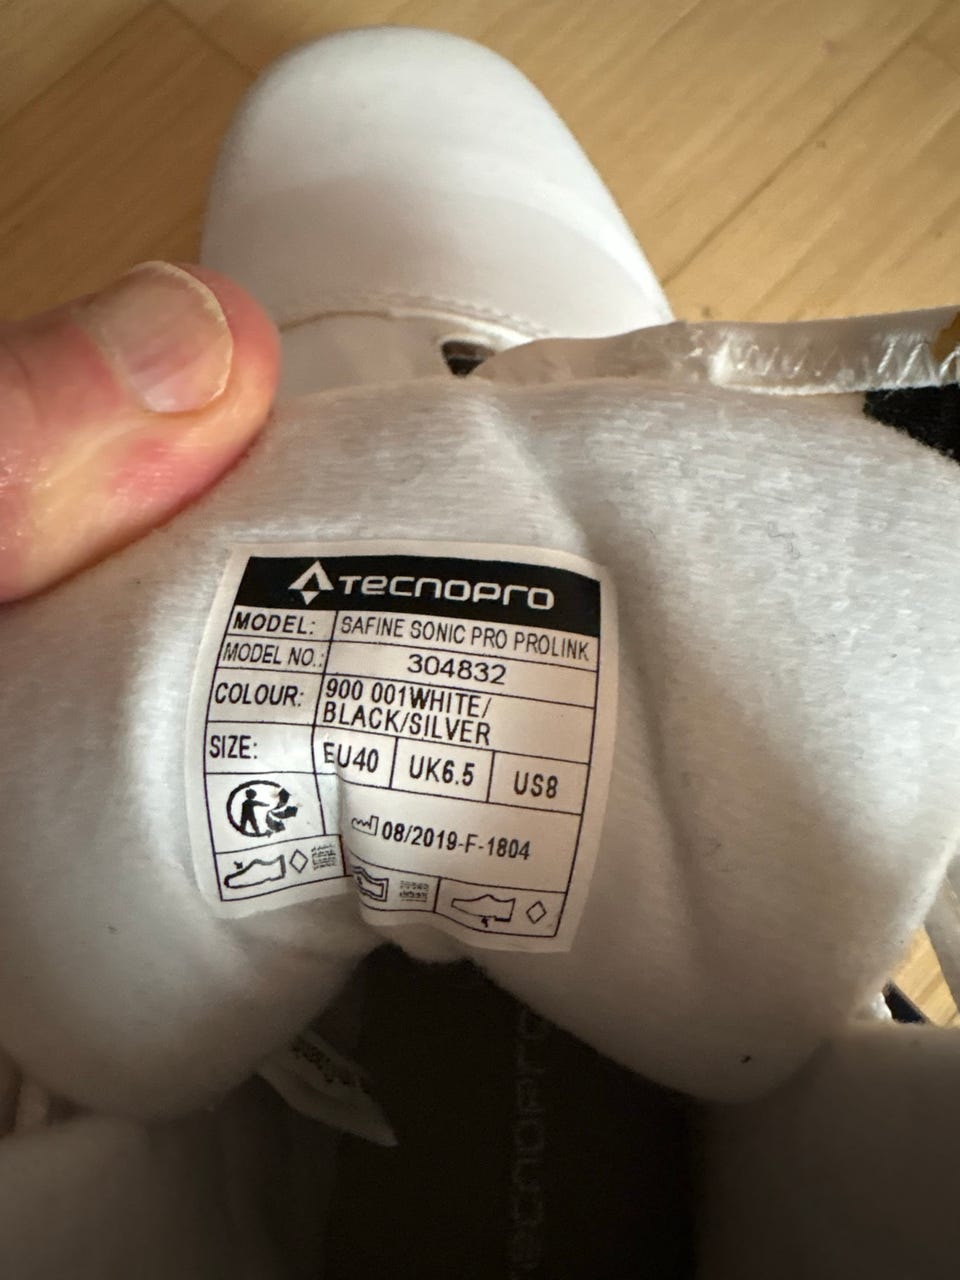 TECNOPRO
MODEL: SAFINE SONIC PRO PROLINK
MODEL NO.: 304832
COLOUR: 900 001WHITE/
BLACK/SILVER
SIZE: EU40 UK6.5 US8
08/2019-F-1804
TECNOPRO